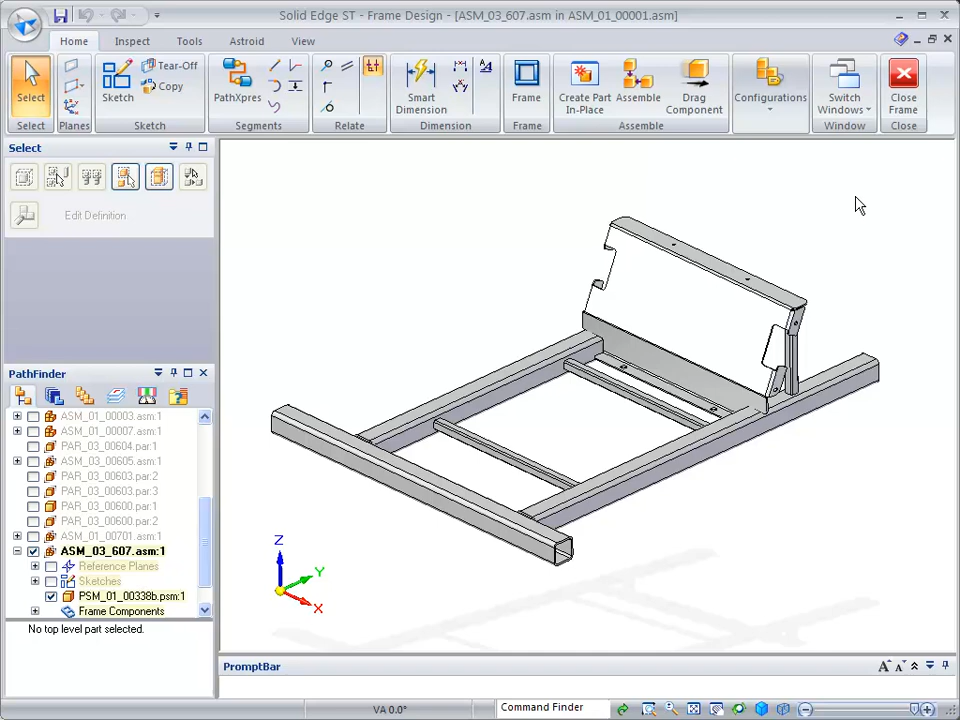 Solid Edge ST - Frame Design - [ASM_03_607.asm in ASM_01_00001.asm]
Home Inspect Tools Astroid View
Select
Sketch
Tear-Off
Copy
PathXpres
Smart Dimension
Frame
Create Part In-Place
Assemble
Drag Component
Configurations
Switch Windows
Close Frame
Select Planes Sketch Segments Relate Dimension Frame Assemble Window Close
Select
Edit Definition
PathFinder
ASM_01_00003.asm:1
ASM_01_00007.asm:1
PAR_03_00604.par:1
ASM_03_00605.asm:1
PAR_03_00603.par:2
PAR_03_00603.par:3
PAR_03_00600.par:1
PAR_03_00600.par:2
ASM_01_00701.asm:1
ASM_03_607.asm:1
Reference Planes
Sketches
PSM_01_00338b.psm:1
Frame Components
No top level part selected.
Z
Y
X
PromptBar
A A
VA 0.0°
Command Finder